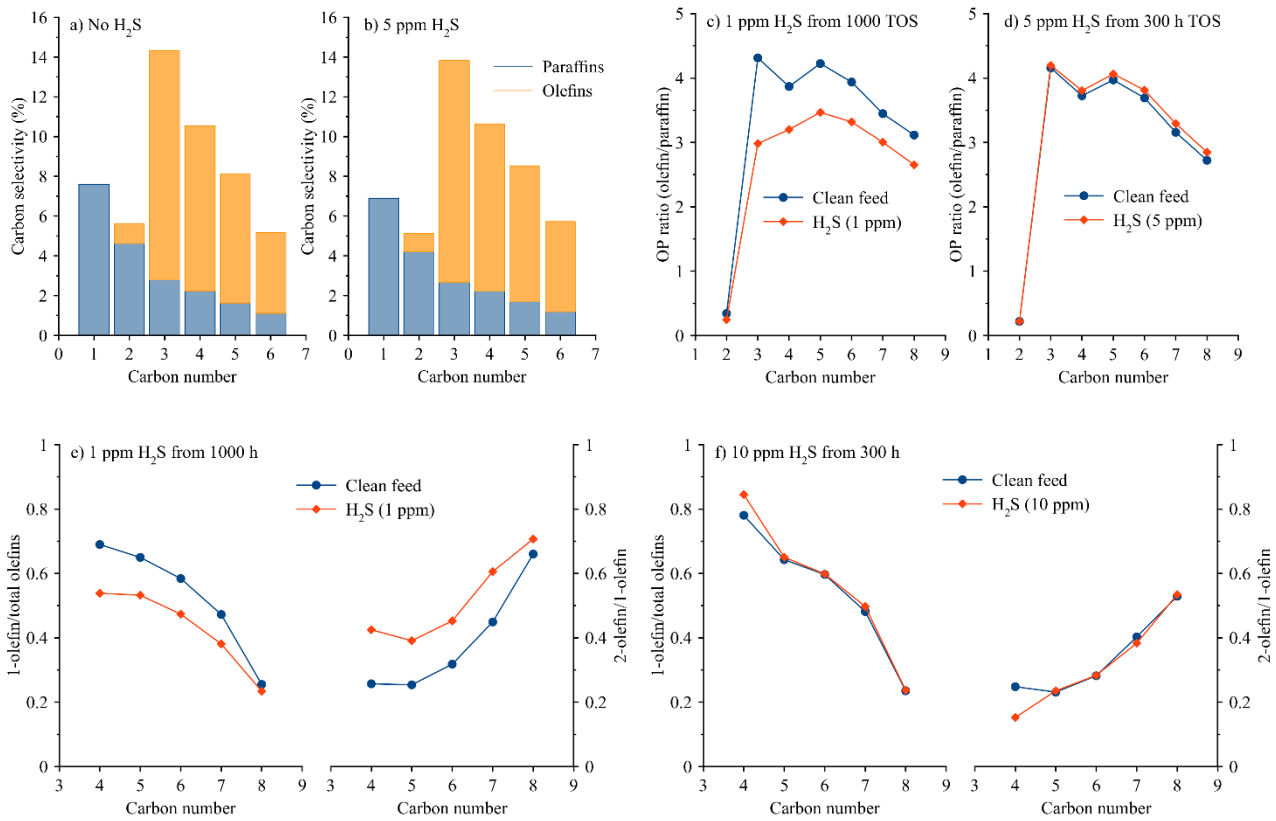 a) No H₂S
Carbon selectivity (%)
16
14
12
10
8
6
4
2
0
0 1 2 3 4 5 6 7
Carbon number
b) 5 ppm H₂S
Paraffins
Olefins
Carbon selectivity (%)
16
14
12
10
8
6
4
2
0
0 1 2 3 4 5 6 7
Carbon number
c) 1 ppm H₂S from 1000 TOS
OP ratio (olefin/paraffin)
5
4
3
2
1
0
Clean feed
H₂S (1 ppm)
1 2 3 4 5 6 7 8 9
Carbon number
d) 5 ppm H₂S from 300 h TOS
OP ratio (olefin/paraffin)
5
4
3
2
1
0
Clean feed
H₂S (5 ppm)
1 2 3 4 5 6 7 8 9
Carbon number
e) 1 ppm H₂S from 1000 h
1-olefin/total olefins
1
0.8
0.6
0.4
0.2
0
Clean feed
H₂S (1 ppm)
3 4 5 6 7 8 9
Carbon number
3 4 5 6 7 8 9
Carbon number
1
0.8
0.6
0.4
0.2
0
2-olefin/1-olefin
f) 10 ppm H₂S from 300 h
1-olefin/total olefins
1
0.8
0.6
0.4
0.2
0
Clean feed
H₂S (10 ppm)
3 4 5 6 7 8 9
Carbon number
3 4 5 6 7 8 9
Carbon number
1
0.8
0.6
0.4
0.2
0
2-olefin/1-olefin